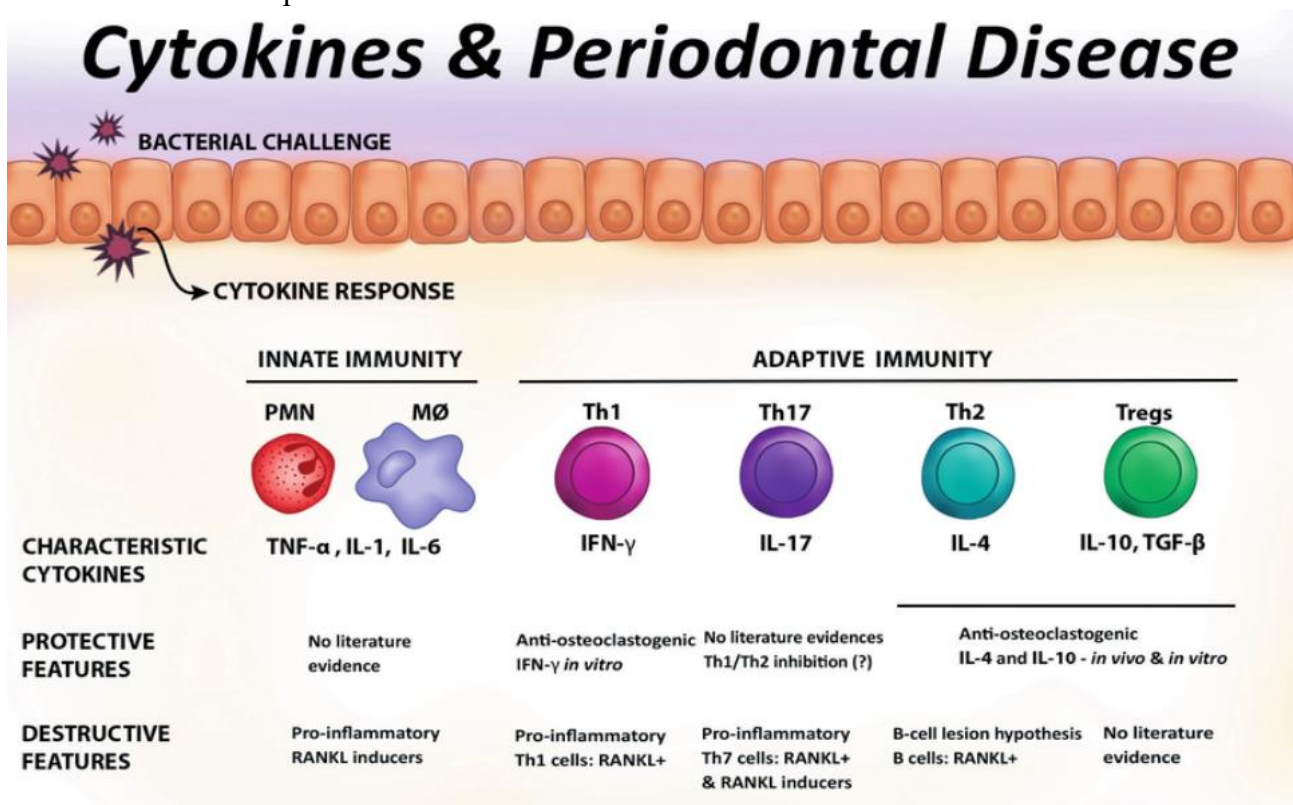 Cytokines & Periodontal Disease
BACTERIAL CHALLENGE
CYTOKINE RESPONSE
INNATE IMMUNITY
ADAPTIVE IMMUNITY
PMN
MØ
Th1
Th17
Th2
Tregs
CHARACTERISTIC
CYTOKINES
TNF-α , IL-1, IL-6
IFN-γ
IL-17
IL-4
IL-10, TGF-β
PROTECTIVE
FEATURES
No literature
evidence
Anti-osteoclastogenic
IFN-γ in vitro
No literature evidences
Th1/Th2 inhibition (?)
Anti-osteoclastogenic
IL-4 and IL-10 - in vivo & in vitro
DESTRUCTIVE
FEATURES
Pro-inflammatory
RANKL inducers
Pro-inflammatory
Th1 cells: RANKL+
Pro-inflammatory
Th7 cells: RANKL+
& RANKL inducers
B-cell lesion hypothesis
B cells: RANKL+
No literature
evidence